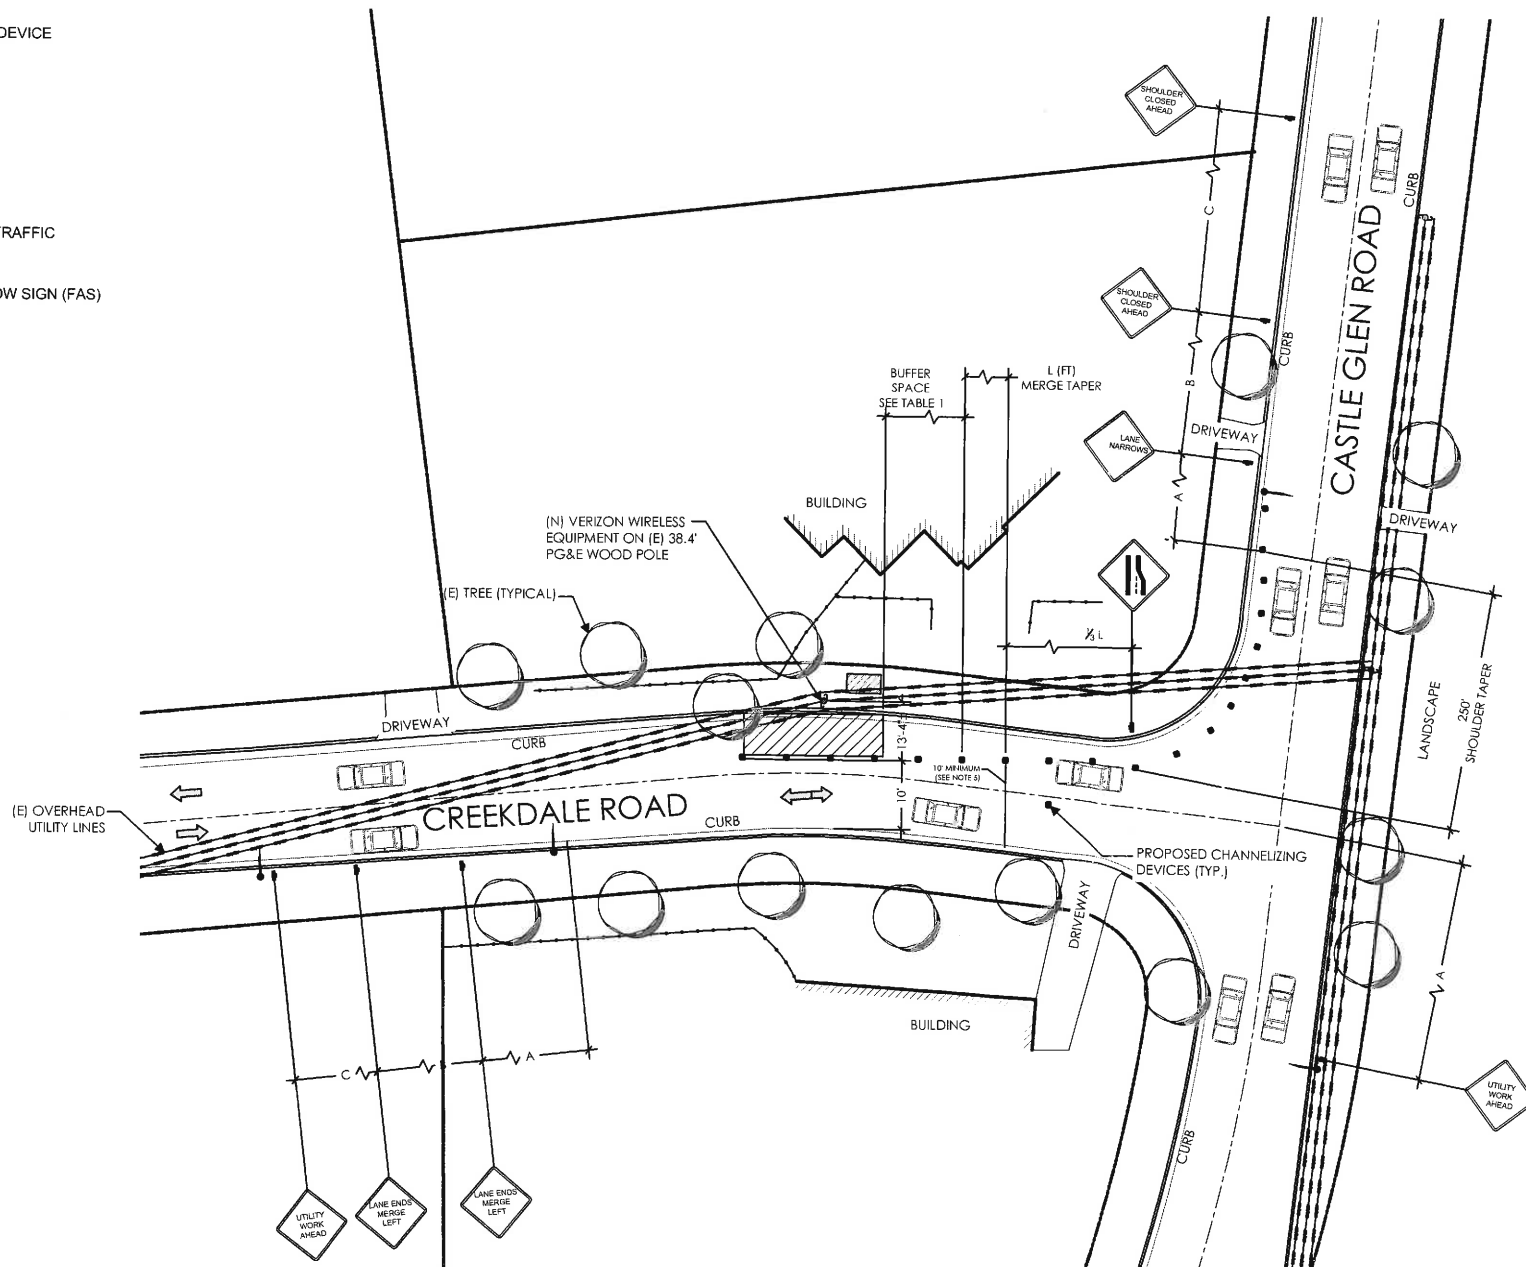 DEVICE
TRAFFIC
OW SIGN (FAS)
SHOULDER
CLOSED
AHEAD
C
CURB
CASTLE GLEN ROAD
SHOULDER
CLOSED
AHEAD
CURB
B
BUFFER
SPACE
SEE TABLE 1
L (FT)
MERGE TAPER
DRIVEWAY
LANE
NARROWS
A
DRIVEWAY
BUILDING
(N) VERIZON WIRELESS
EQUIPMENT ON (E) 38.4'
PG&E WOOD POLE
(E) TREE (TYPICAL)
⅓ L
LANDSCAPE
250'
SHOULDER TAPER
DRIVEWAY
CURB
13'-4"
10' MINIMUM
(SEE NOTE 5)
10'
CREEKDALE ROAD
CURB
(E) OVERHEAD
UTILITY LINES
PROPOSED CHANNELIZING
DEVICES (TYP.)
DRIVEWAY
A
BUILDING
C
A
CURB
UTILITY
WORK
AHEAD
UTILITY
WORK
AHEAD
LANE ENDS
MERGE
LEFT
LANE ENDS
MERGE
LEFT